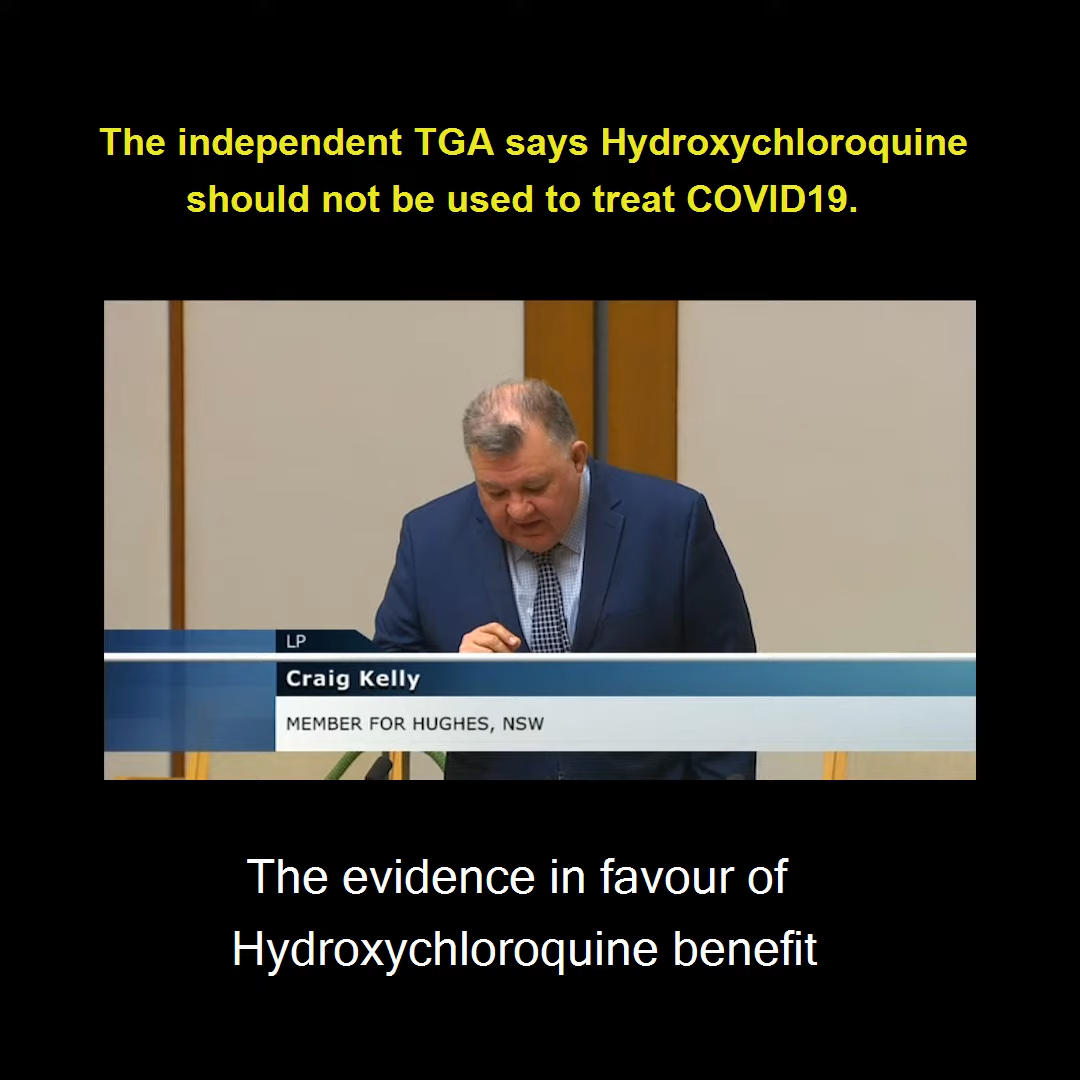 The independent TGA says Hydroxychloroquine
should not be used to treat COVID19.
LP
Craig Kelly
MEMBER FOR HUGHES, NSW
The evidence in favour of
Hydroxychloroquine benefit